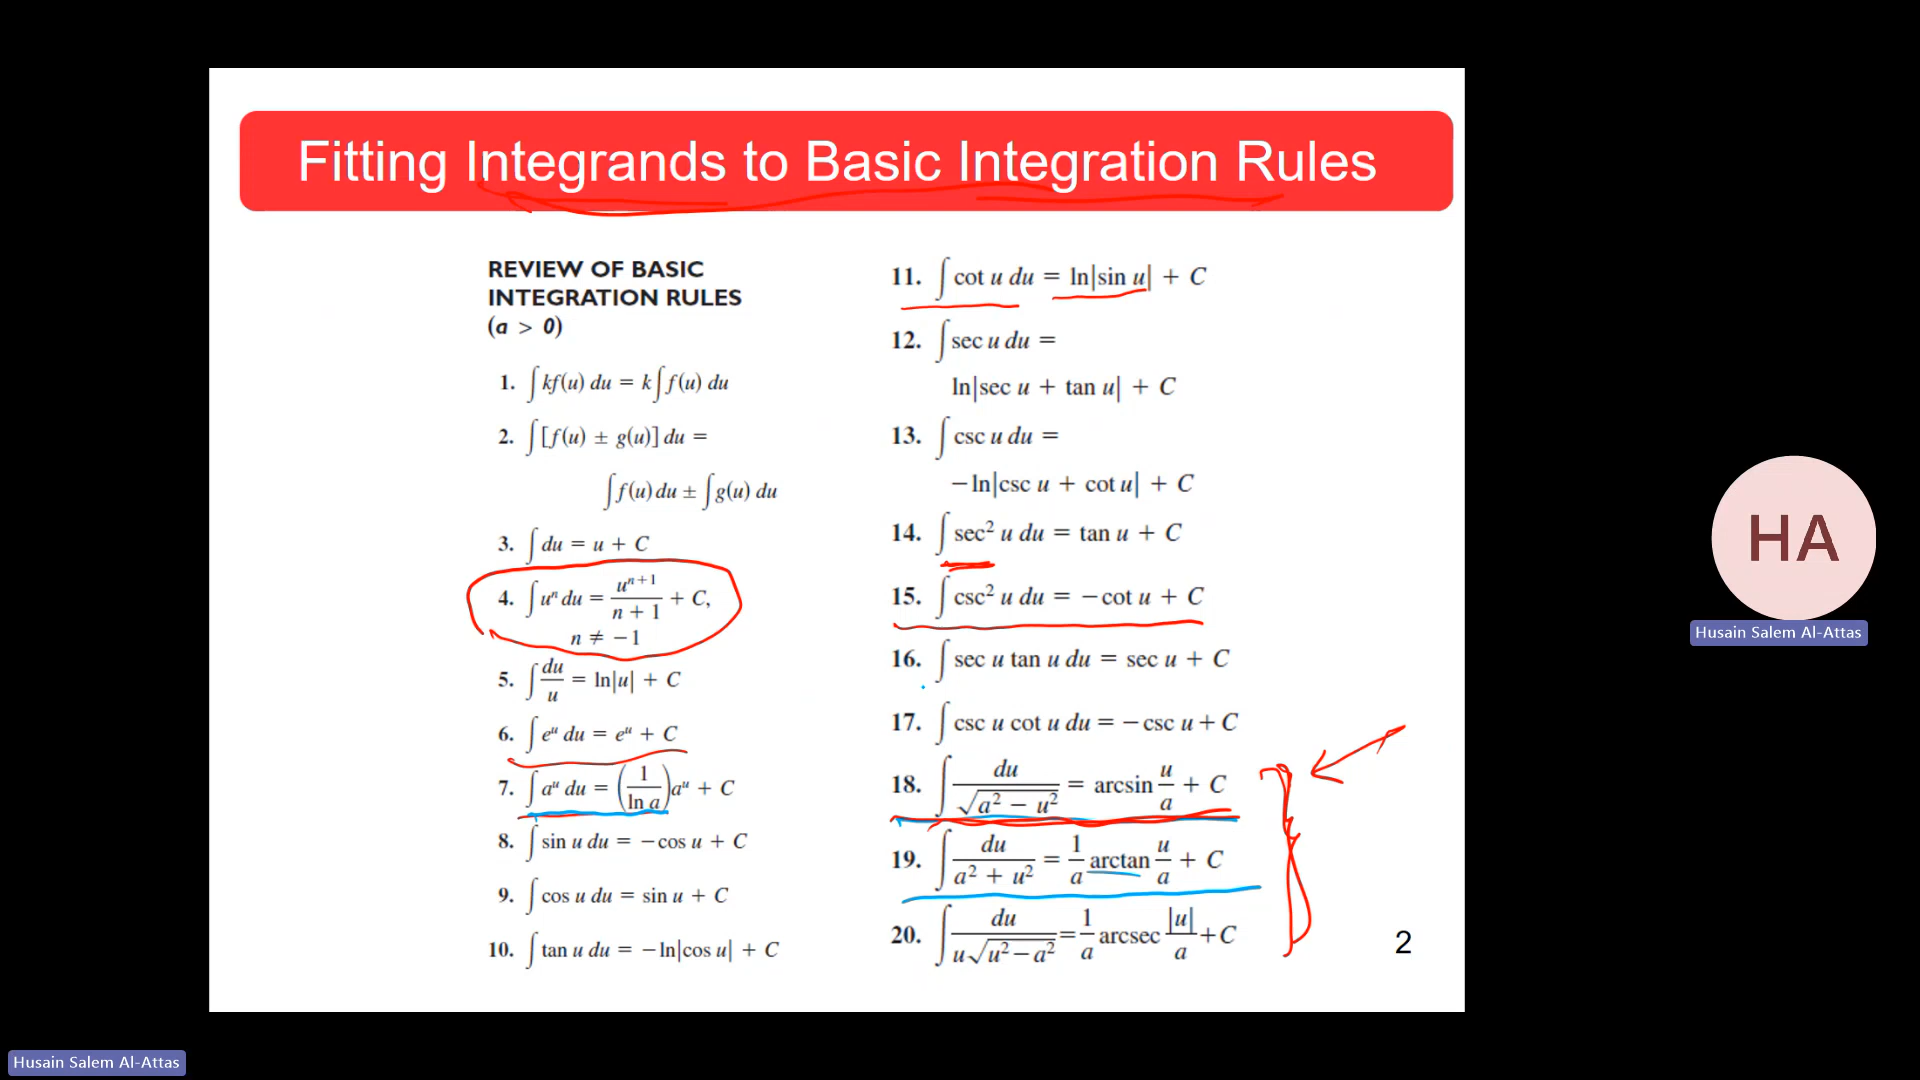 Fitting Integrands to Basic Integration Rules
REVIEW OF BASIC
INTEGRATION RULES
(a > 0)
1. ∫ kf(u) du = k∫ f(u) du
2. ∫ [f(u) ± g(u)] du =
∫ f(u) du ± ∫ g(u) du
3. ∫ du = u + C
4. ∫ uⁿ du = uⁿ⁺¹/(n + 1) + C,
n ≠ −1
5. ∫ du/u = ln|u| + C
6. ∫ eᵘ du = eᵘ + C
7. ∫ aᵘ du = (1/ln a)aᵘ + C
8. ∫ sin u du = −cos u + C
9. ∫ cos u du = sin u + C
10. ∫ tan u du = −ln|cos u| + C
11. ∫ cot u du = ln|sin u| + C
12. ∫ sec u du =
ln|sec u + tan u| + C
13. ∫ csc u du =
−ln|csc u + cot u| + C
14. ∫ sec² u du = tan u + C
15. ∫ csc² u du = −cot u + C
16. ∫ sec u tan u du = sec u + C
17. ∫ csc u cot u du = −csc u + C
18. ∫ du/√(a² − u²) = arcsin u/a + C
19. ∫ du/(a² + u²) = 1/a arctan u/a + C
20. ∫ du/(u√(u² − a²)) = 1/a arcsec |u|/a + C
2
HA
Husain Salem Al-Attas
Husain Salem Al-Attas